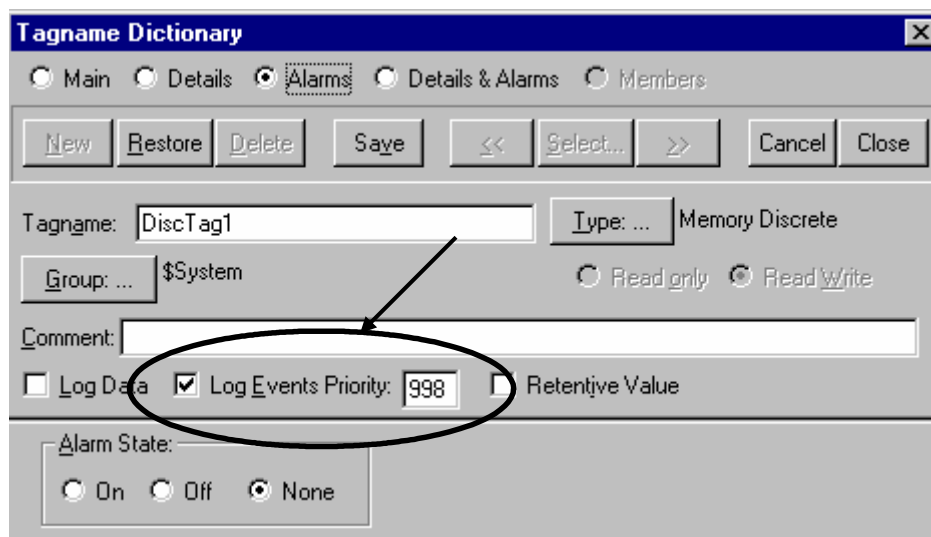 Tagname Dictionary
Main Details Alarms Details & Alarms Members
New Restore Delete Save << Select... >> Cancel Close
Tagname: DiscTag1 Type: ... Memory Discrete
Group: ... $System Read only Read Write
Comment:
Log Data Log Events Priority: 998 Retentive Value
Alarm State:
On Off None